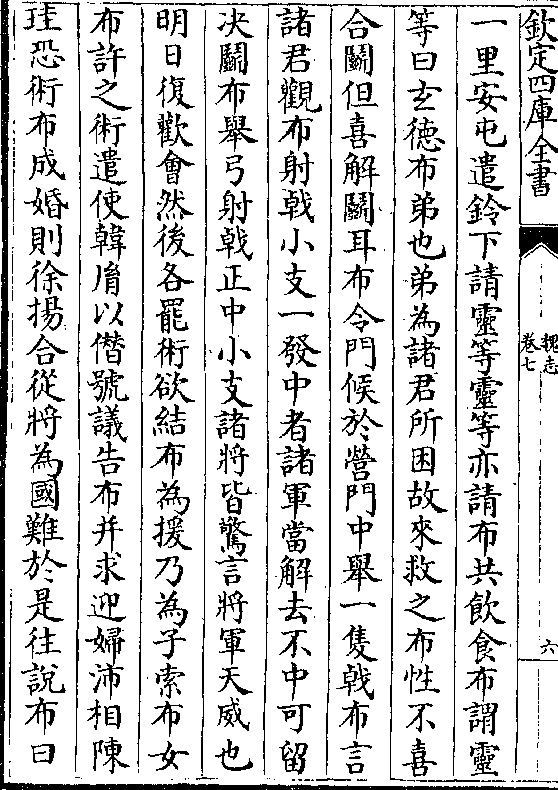 欽定四庫全書
魏志
卷七
六
一里安屯遣鈴下請靈等靈等亦請布共飲食布謂靈
等曰玄徳布弟也弟為諸君所困故來救之布性不喜
合鬭但喜解鬭耳布令門候於營門中舉一隻戟布言
諸君觀布射戟小支一發中者諸軍當解去不中可留
决鬭布舉弓射戟正中小支諸將皆驚言將軍天威也
明日復歡會然後各罷術欲結布為援乃為子索布女
布許之術遣使韓𦙍以僭號議告布并求迎婦沛相陳
珪恐術布成婚則徐揚合從將為國難於是往說布曰